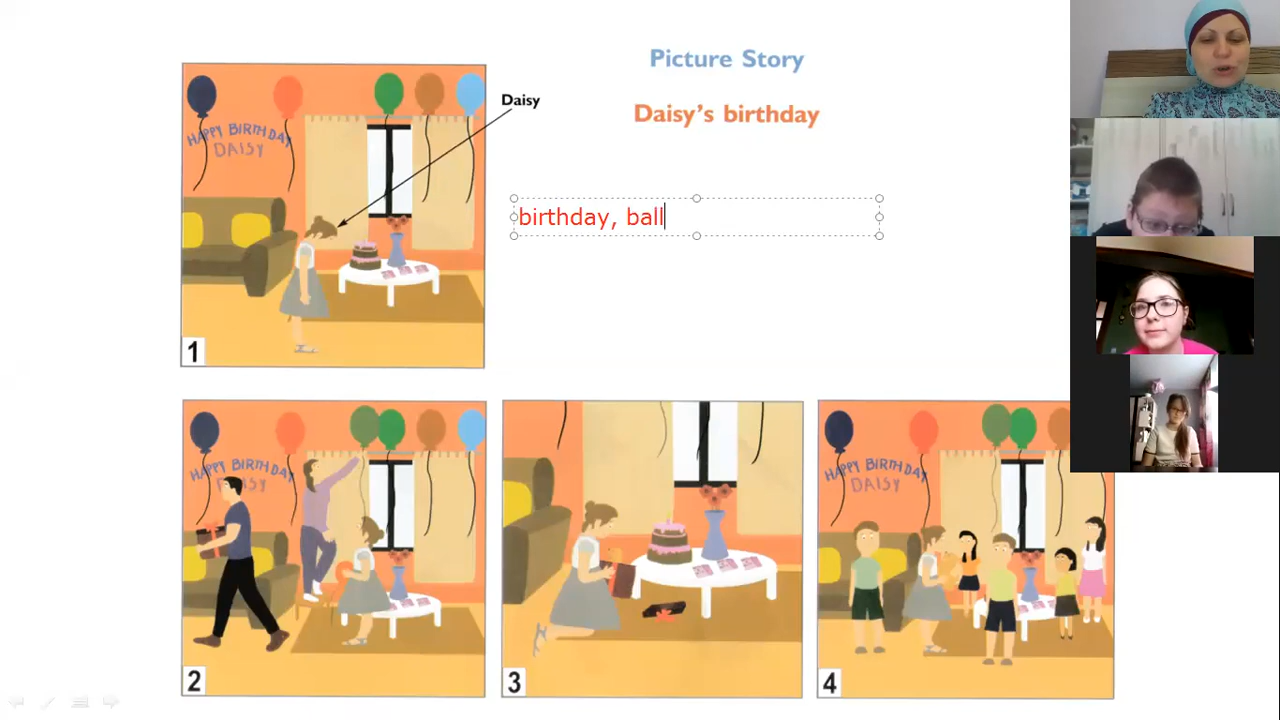 Picture Story
Daisy's birthday
Daisy
HAPPY BIRTHDAY
DAISY
birthday, ball
1
HAPPY BIRTHDAY
DAISY
2
3
HAPPY BIRTHDAY
DAISY
4